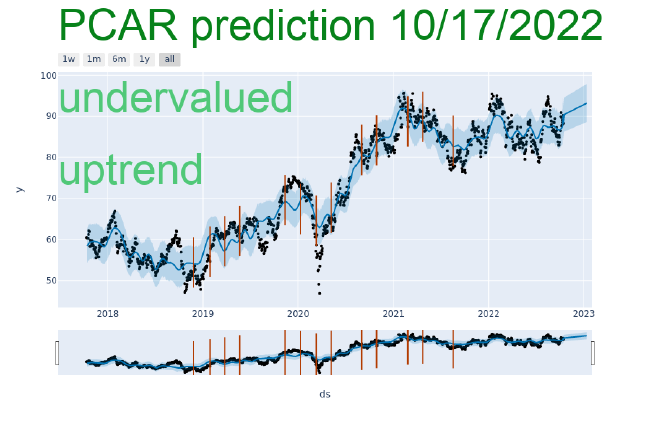 PCAR prediction 10/17/2022
1w 1m 6m 1y all
undervalued
uptrend
100
90
80
70
60
50
y
2018 2019 2020 2021 2022 2023
ds